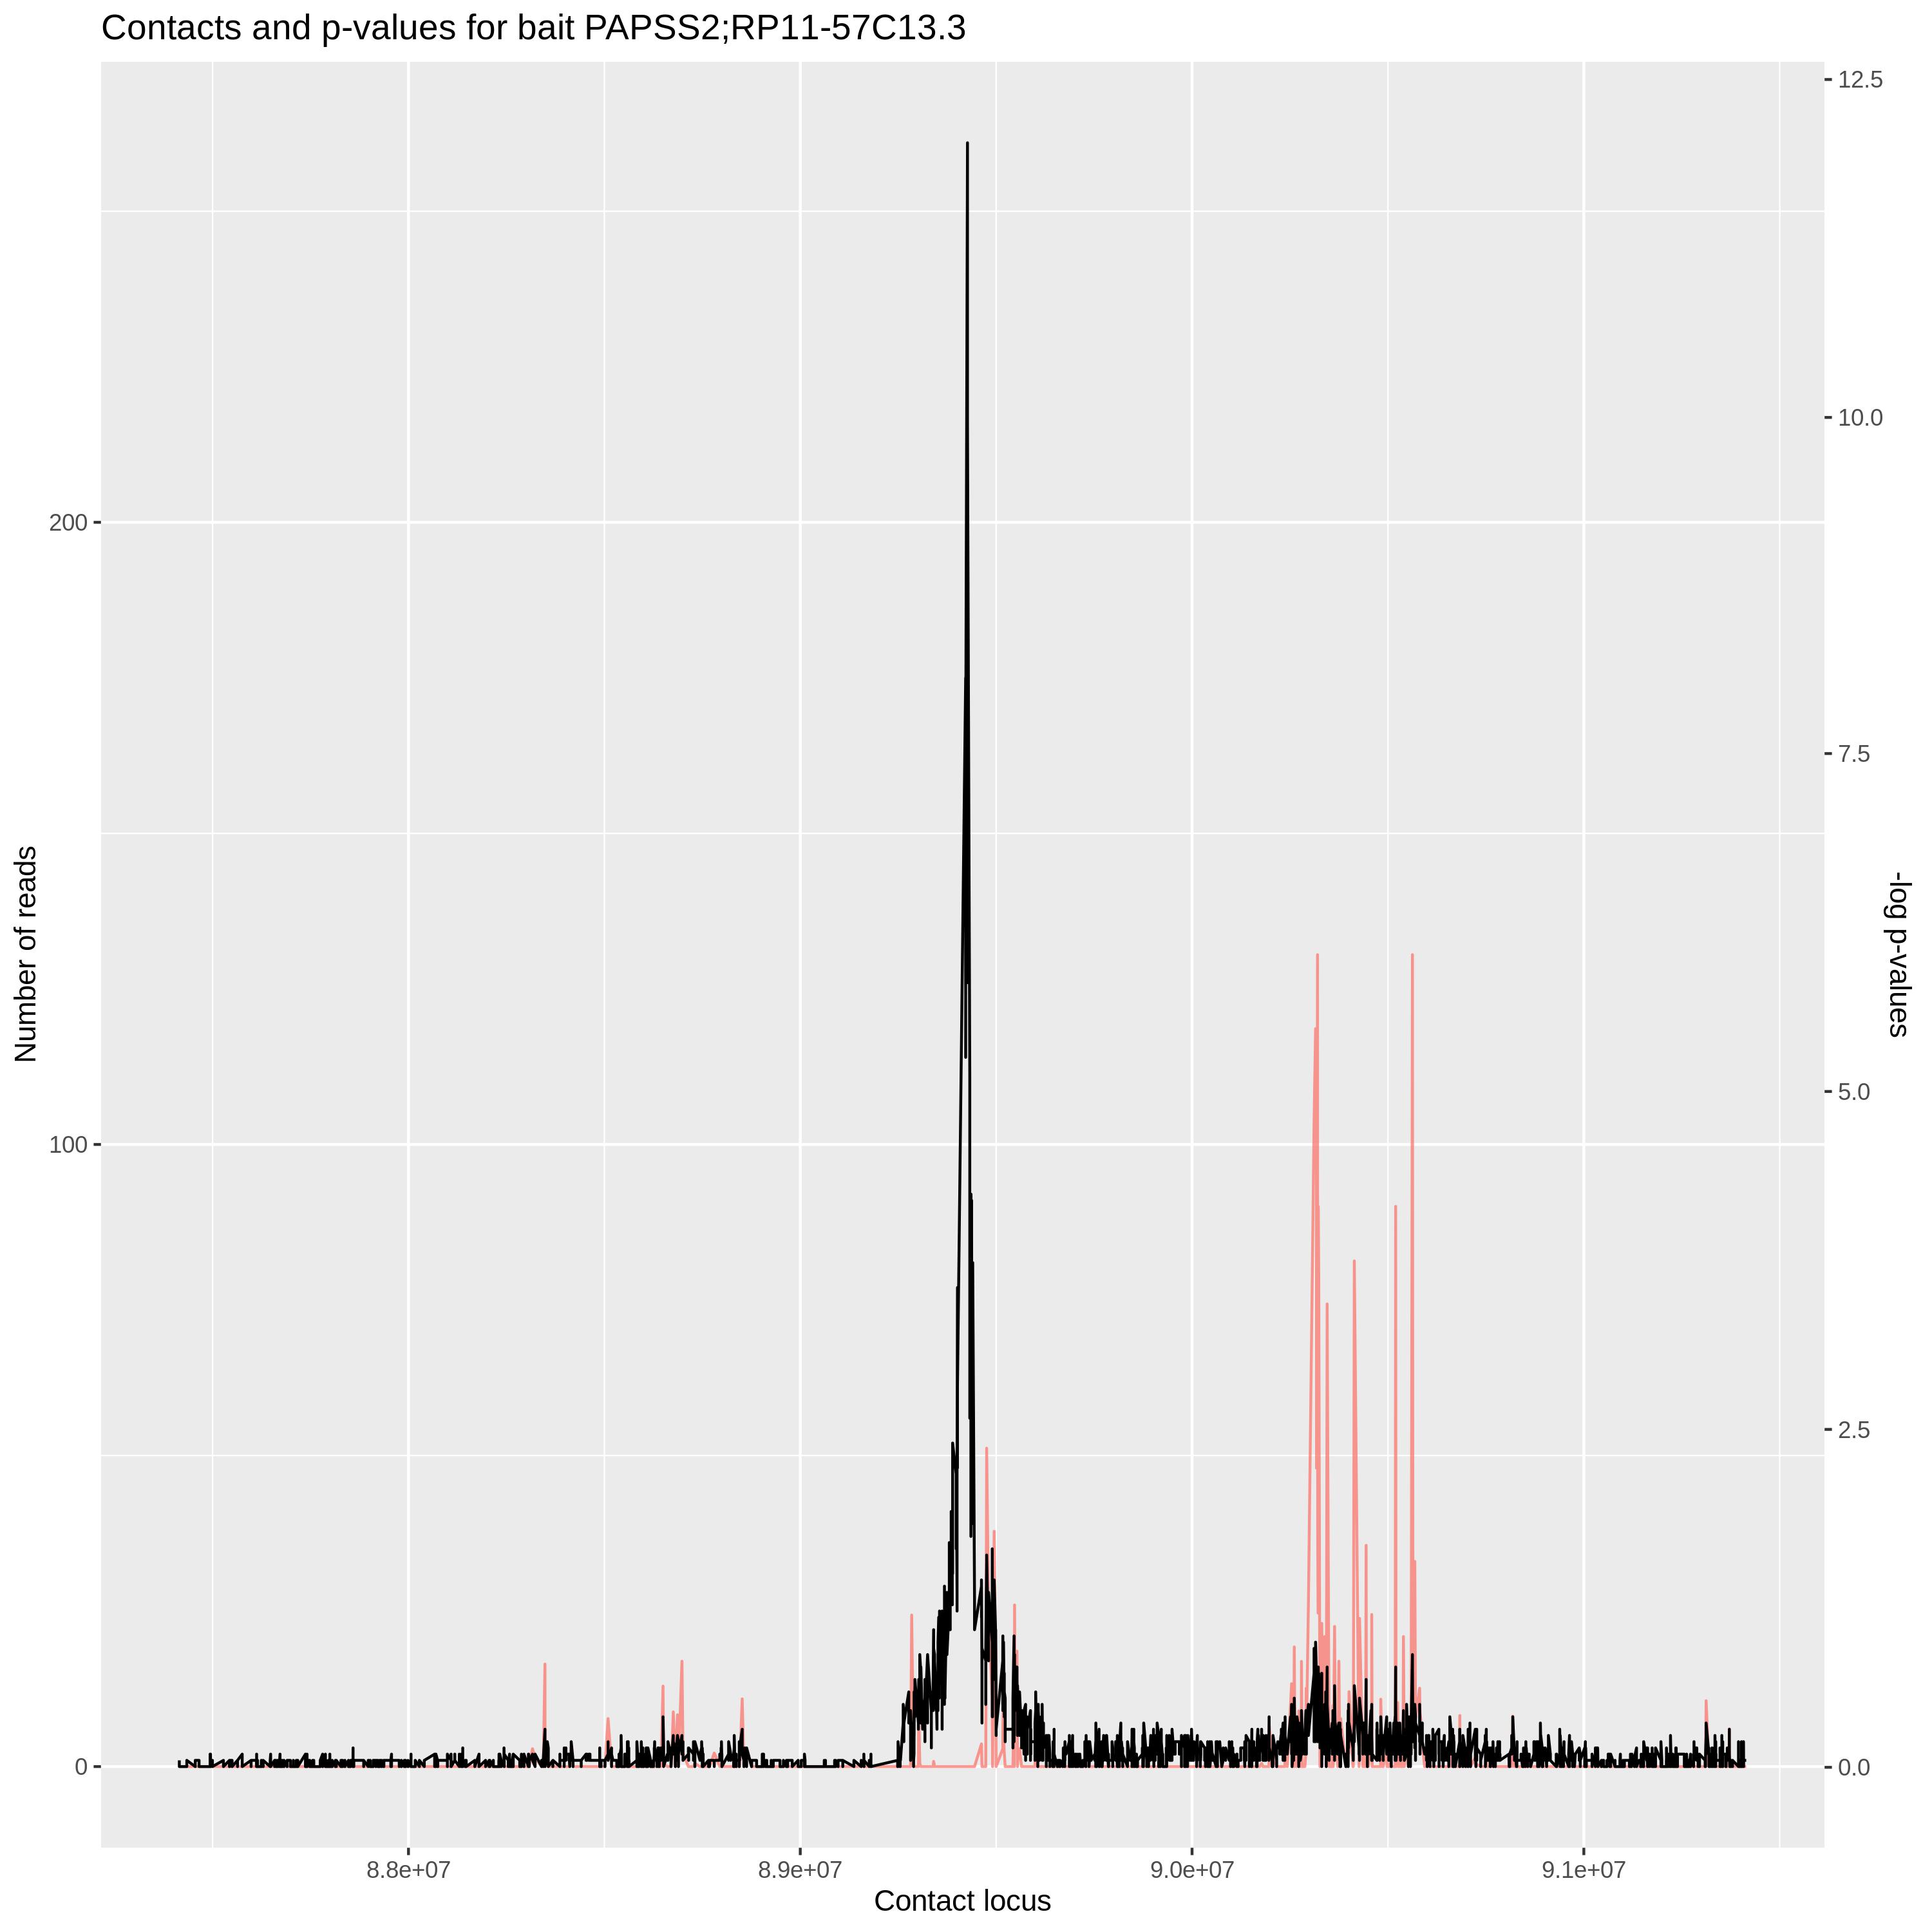 Contacts and p-values for bait PAPSS2;RP11-57C13.3
12.5
10.0
200
7.5
Number of reads
-log p-values
5.0
100
2.5
0
0.0
8.8e+07 8.9e+07 9.0e+07 9.1e+07
Contact locus